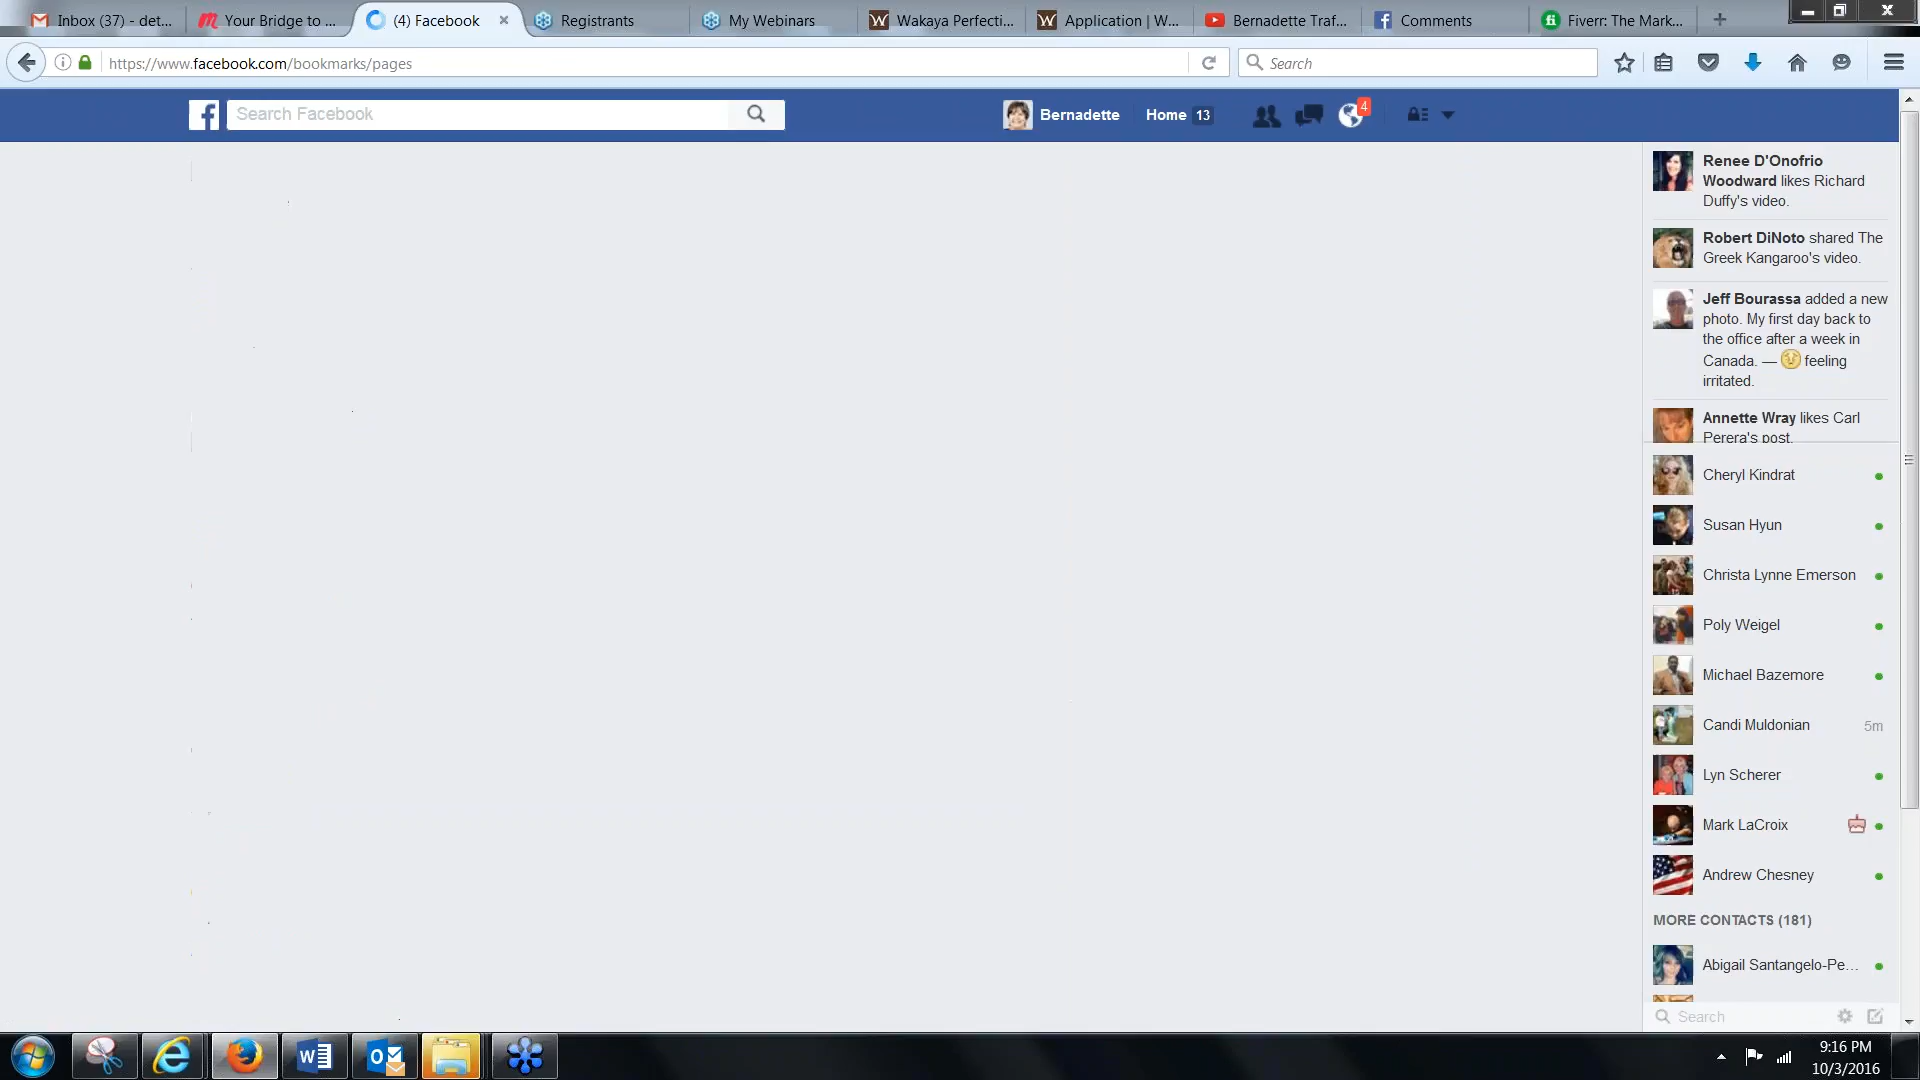 Inbox (37) - det...
Your Bridge to ...
(4) Facebook
Registrants
My Webinars
Wakaya Perfecti...
Application | W...
Bernadette Traf...
Comments
Fiverr: The Mark...
https://www.facebook.com/bookmarks/pages
Search
Search Facebook
Bernadette
Home 13
4
Renee D'Onofrio
Woodward likes Richard
Duffy's video.
Robert DiNoto shared The
Greek Kangaroo's video.
Jeff Bourassa added a new
photo. My first day back to
the office after a week in
Canada. — feeling
irritated.
Annette Wray likes Carl
Perera's post.
Cheryl Kindrat
Susan Hyun
Christa Lynne Emerson
Poly Weigel
Michael Bazemore
Candi Muldonian 5m
Lyn Scherer
Mark LaCroix
Andrew Chesney
MORE CONTACTS (181)
Abigail Santangelo-Pe...
Search
9:16 PM
10/3/2016